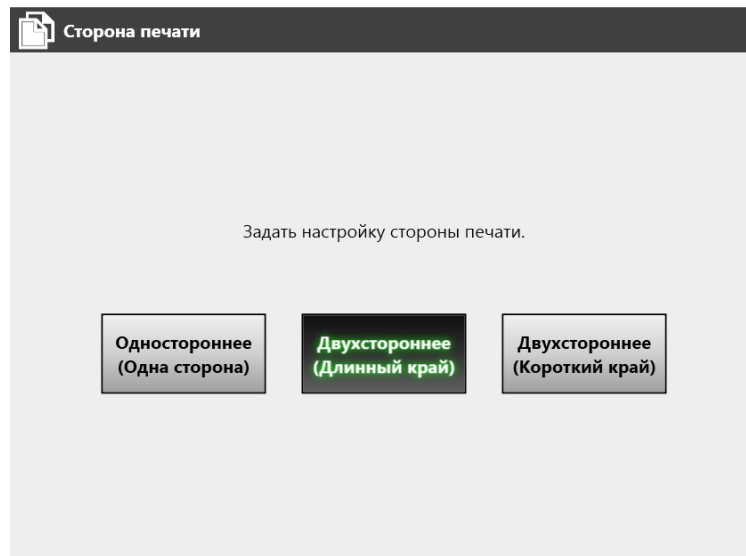 Сторона печати
Задать настройку стороны печати.
Одностороннее
(Одна сторона)
Двухстороннее
(Длинный край)
Двухстороннее
(Короткий край)